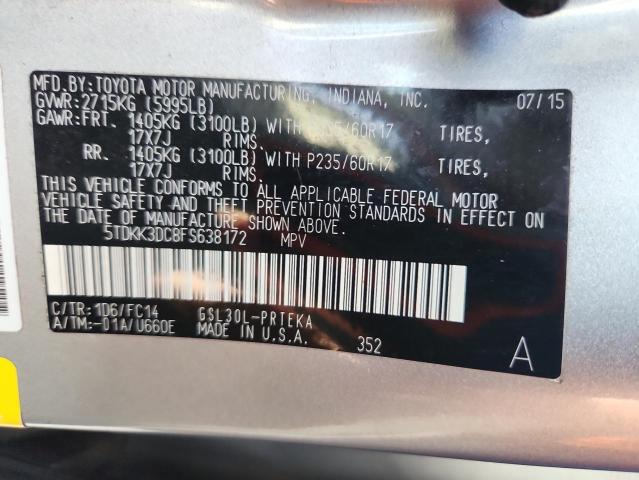 MFD.BY:TOYOTA MOTOR MANUFACTURING, INDIANA, INC. 07/15
GVWR:2715KG (5995LB)
GAWR:FRT. 1405KG (3100LB) WITH P235/60R17 TIRES,
17X7J RIMS.
RR. 1405KG (3100LB) WITH P235/60R17 TIRES,
17X7J RIMS.
THIS VEHICLE CONFORMS TO ALL APPLICABLE FEDERAL MOTOR
VEHICLE SAFETY AND THEFT PREVENTION STANDARDS IN EFFECT ON
THE DATE OF MANUFACTURE SHOWN ABOVE.
5TDKK3DC8FS638172 MPV
C/TR:1D6/FC14 GSL30L-PRTEKA
A/TM:-01A/U660E MADE IN U.S.A. 352 A